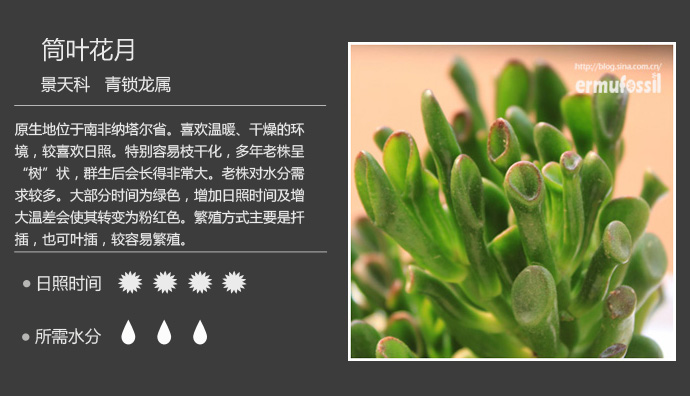 筒叶花月
景天科 青锁龙属
原生地位于南非纳塔尔省。喜欢温暖、干燥的环
境，较喜欢日照。特别容易枝干化，多年老株呈
“树”状，群生后会长得非常大。老株对水分需
求较多。大部分时间为绿色，增加日照时间及增
大温差会使其转变为粉红色。繁殖方式主要是扦
插，也可叶插，较容易繁殖。
日照时间
所需水分
http://blog.sina.com.cn/
ermufossil